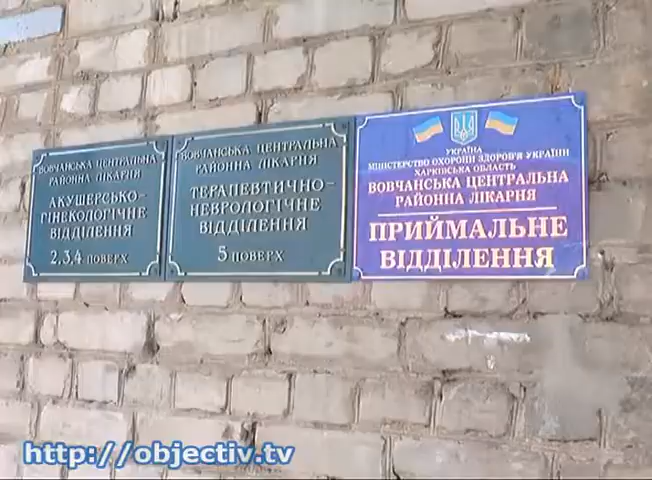 ВОВЧАНСЬКА ЦЕНТРАЛЬНА
РАЙОННА ЛІКАРНЯ
АКУШЕРСЬКО-
ГІНЕКОЛОГІЧНЕ
ВІДДІЛЕННЯ
2,3,4 ПОВЕРХ
ВОВЧАНСЬКА ЦЕНТРАЛЬНА
РАЙОННА ЛІКАРНЯ
ТЕРАПЕВТИЧНО-
НЕВРОЛОГІЧНЕ
ВІДДІЛЕННЯ
5 ПОВЕРХ
УКРАЇНА
МІНІСТЕРСТВО ОХОРОНИ ЗДОРОВ'Я УКРАЇНИ
ХАРКІВСЬКА ОБЛАСТЬ
ВОВЧАНСЬКА ЦЕНТРАЛЬНА
РАЙОННА ЛІКАРНЯ
ПРИЙМАЛЬНЕ
ВІДДІЛЕННЯ
http://objectiv.tv